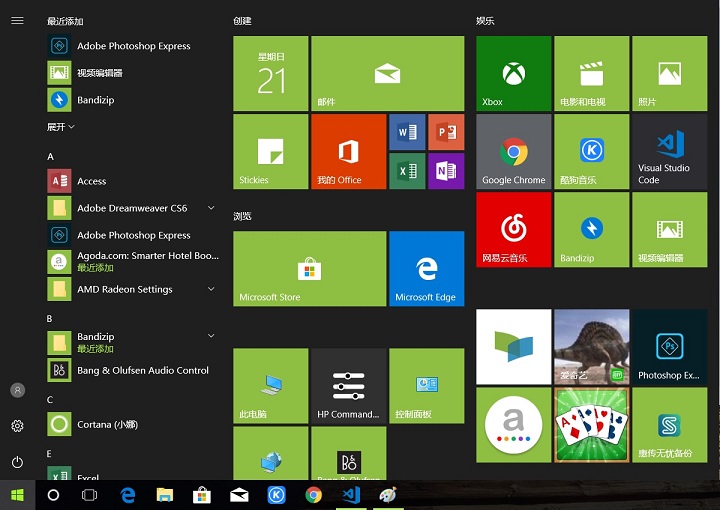 最近添加
Adobe Photoshop Express
视频编辑器
Bandizip
展开
A
Access
Adobe Dreamweaver CS6
Adobe Photoshop Express
Agoda.com: Smarter Hotel Boo...
最近添加
AMD Radeon Settings
B
Bandizip
最近添加
Bang & Olufsen Audio Control
C
Cortana (小娜)
E
Excel
创建
星期日
21
邮件
Stickies
我的 Office
浏览
Microsoft Store
Microsoft Edge
此电脑
HP Command...
控制面板
B&O
Bang & Olufsen
娱乐
Xbox
电影和电视
照片
Google Chrome
酷狗音乐
Visual Studio
Code
网易云音乐
Bandizip
视频编辑器
爱奇艺
Photoshop Ex...
傲传无忧备份